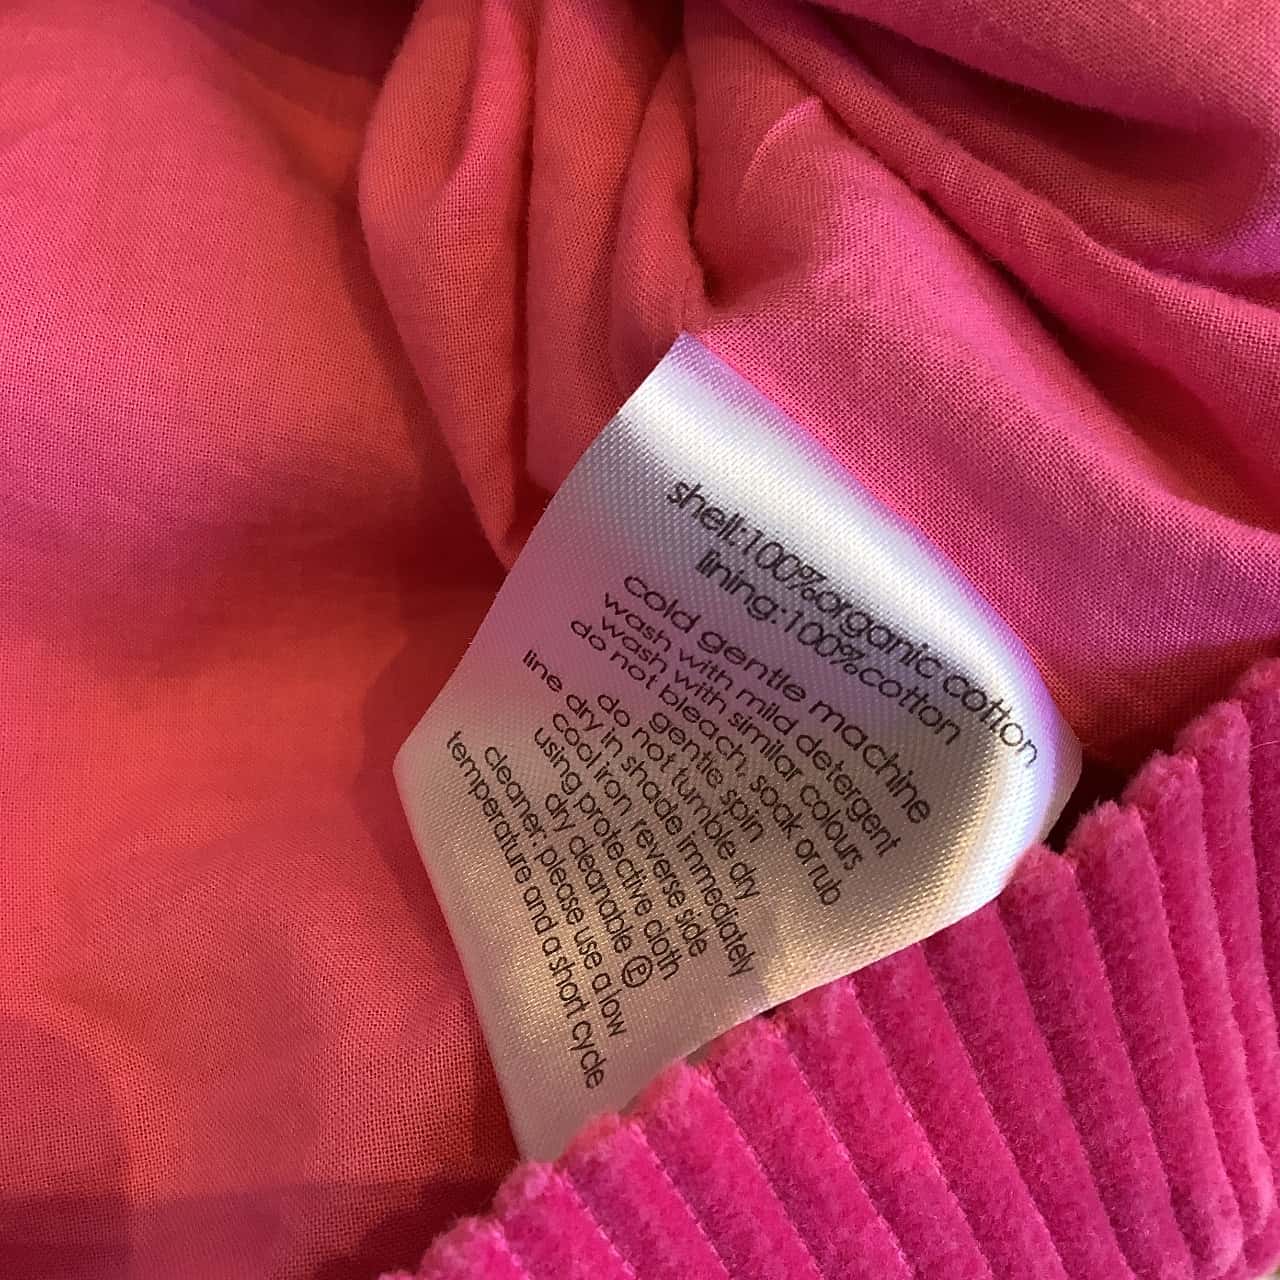 shell:100%organic cotton
lining:100%cotton
cold gentle machine
wash with mild detergent
wash with similar colours
do not bleach, soak or rub
gentle spin
do not tumble dry
line dry in shade immediately
cool iron reverse side
using protective cloth
dry cleanable Ⓟ
cleaner: please use a low
temperature and a short cycle